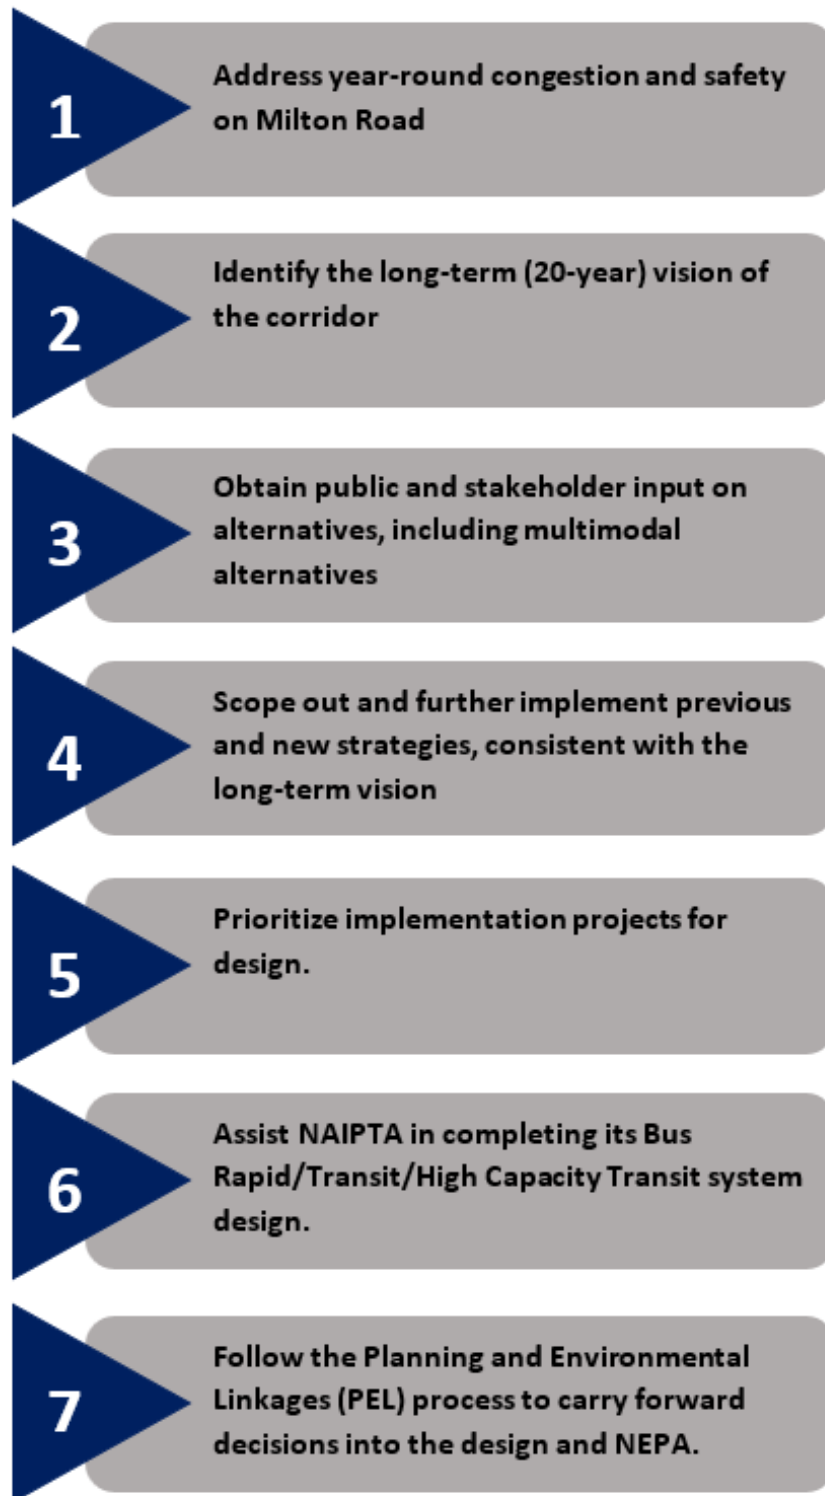 1
Address year-round congestion and safety
on Milton Road
2
Identify the long-term (20-year) vision of
the corridor
3
Obtain public and stakeholder input on
alternatives, including multimodal
alternatives
4
Scope out and further implement previous
and new strategies, consistent with the
long-term vision
5
Prioritize implementation projects for
design.
6
Assist NAIPTA in completing its Bus
Rapid/Transit/High Capacity Transit system
design.
7
Follow the Planning and Environmental
Linkages (PEL) process to carry forward
decisions into the design and NEPA.